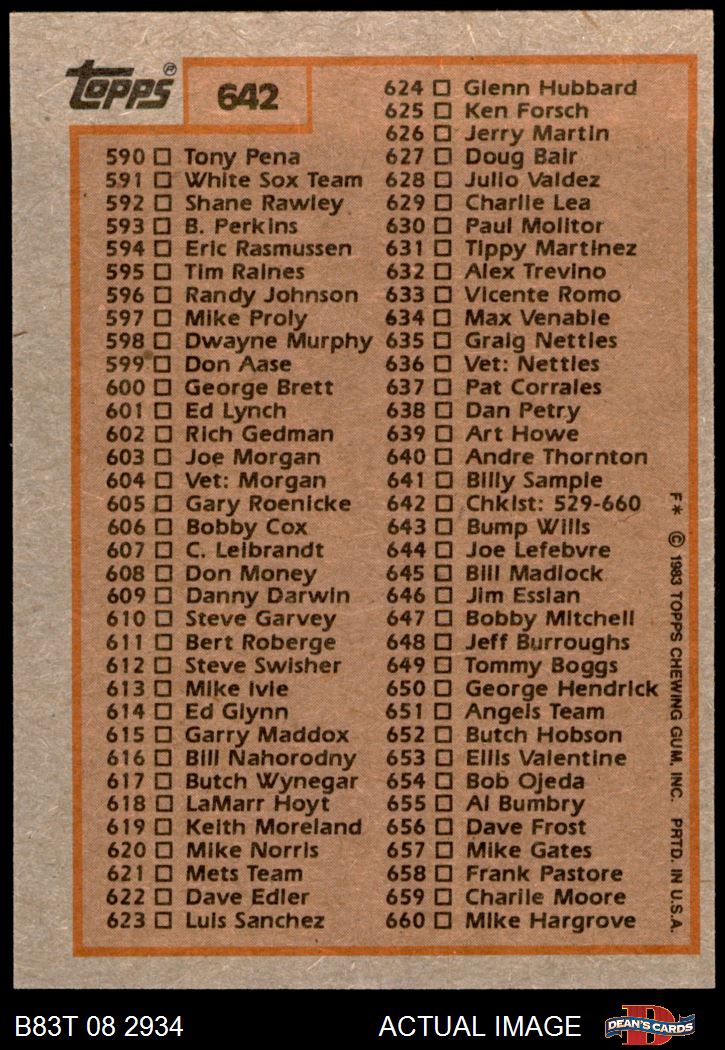 Topps®
642
590 Tony Pena
591 White Sox Team
592 Shane Rawley
593 B. Perkins
594 Eric Rasmussen
595 Tim Raines
596 Randy Johnson
597 Mike Proly
598 Dwayne Murphy
599 Don Aase
600 George Brett
601 Ed Lynch
602 Rich Gedman
603 Joe Morgan
604 Vet: Morgan
605 Gary Roenicke
606 Bobby Cox
607 C. Leibrandt
608 Don Money
609 Danny Darwin
610 Steve Garvey
611 Bert Roberge
612 Steve Swisher
613 Mike Ivie
614 Ed Glynn
615 Garry Maddox
616 Bill Nahorodny
617 Butch Wynegar
618 LaMarr Hoyt
619 Keith Moreland
620 Mike Norris
621 Mets Team
622 Dave Edler
623 Luis Sanchez
624 Glenn Hubbard
625 Ken Forsch
626 Jerry Martin
627 Doug Bair
628 Julio Valdez
629 Charlie Lea
630 Paul Molitor
631 Tippy Martinez
632 Alex Trevino
633 Vicente Romo
634 Max Venable
635 Graig Nettles
636 Vet: Nettles
637 Pat Corrales
638 Dan Petry
639 Art Howe
640 Andre Thornton
641 Billy Sample
642 Chklst: 529-660
643 Bump Wills
644 Joe Lefebvre
645 Bill Madlock
646 Jim Essian
647 Bobby Mitchell
648 Jeff Burroughs
649 Tommy Boggs
650 George Hendrick
651 Angels Team
652 Butch Hobson
653 Ellis Valentine
654 Bob Ojeda
655 Al Bumbry
656 Dave Frost
657 Mike Gates
658 Frank Pastore
659 Charlie Moore
660 Mike Hargrove
F* © 1983 TOPPS CHEWING GUM, INC. PRTD. IN U.S.A.
B83T 08 2934
ACTUAL IMAGE
D
DEAN'S CARDS